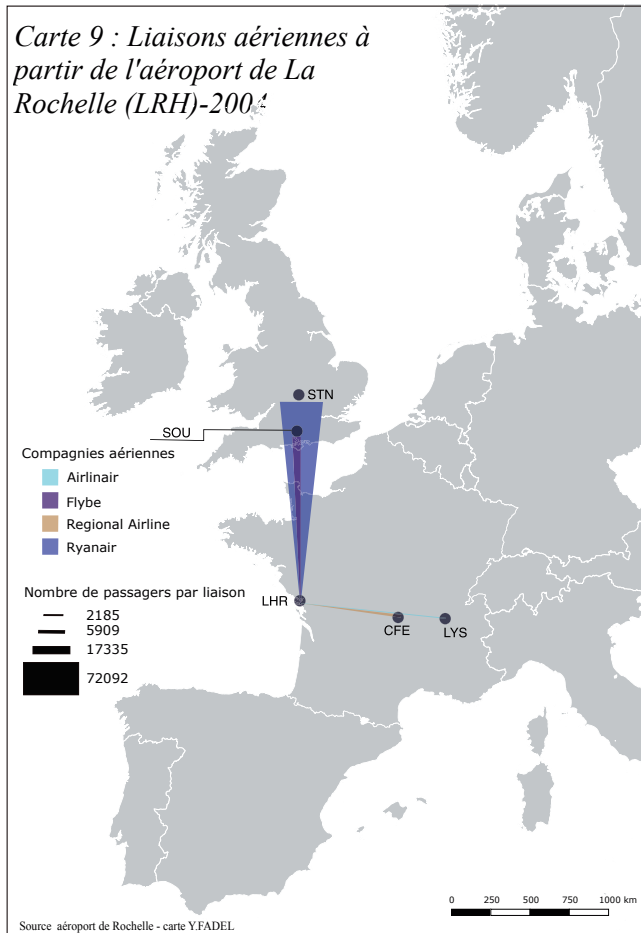 Carte 9 : Liaisons aériennes à
partir de l'aéroport de La
Rochelle (LRH)-2004
STN
SOU
Compagnies aériennes
Airlinair
Flybe
Regional Airline
Ryanair
Nombre de passagers par liaison
2185
5909
17335
72092
LHR
CFE
LYS
0 250 500 750 1000 km
Source aéroport de Rochelle - carte Y.FADEL